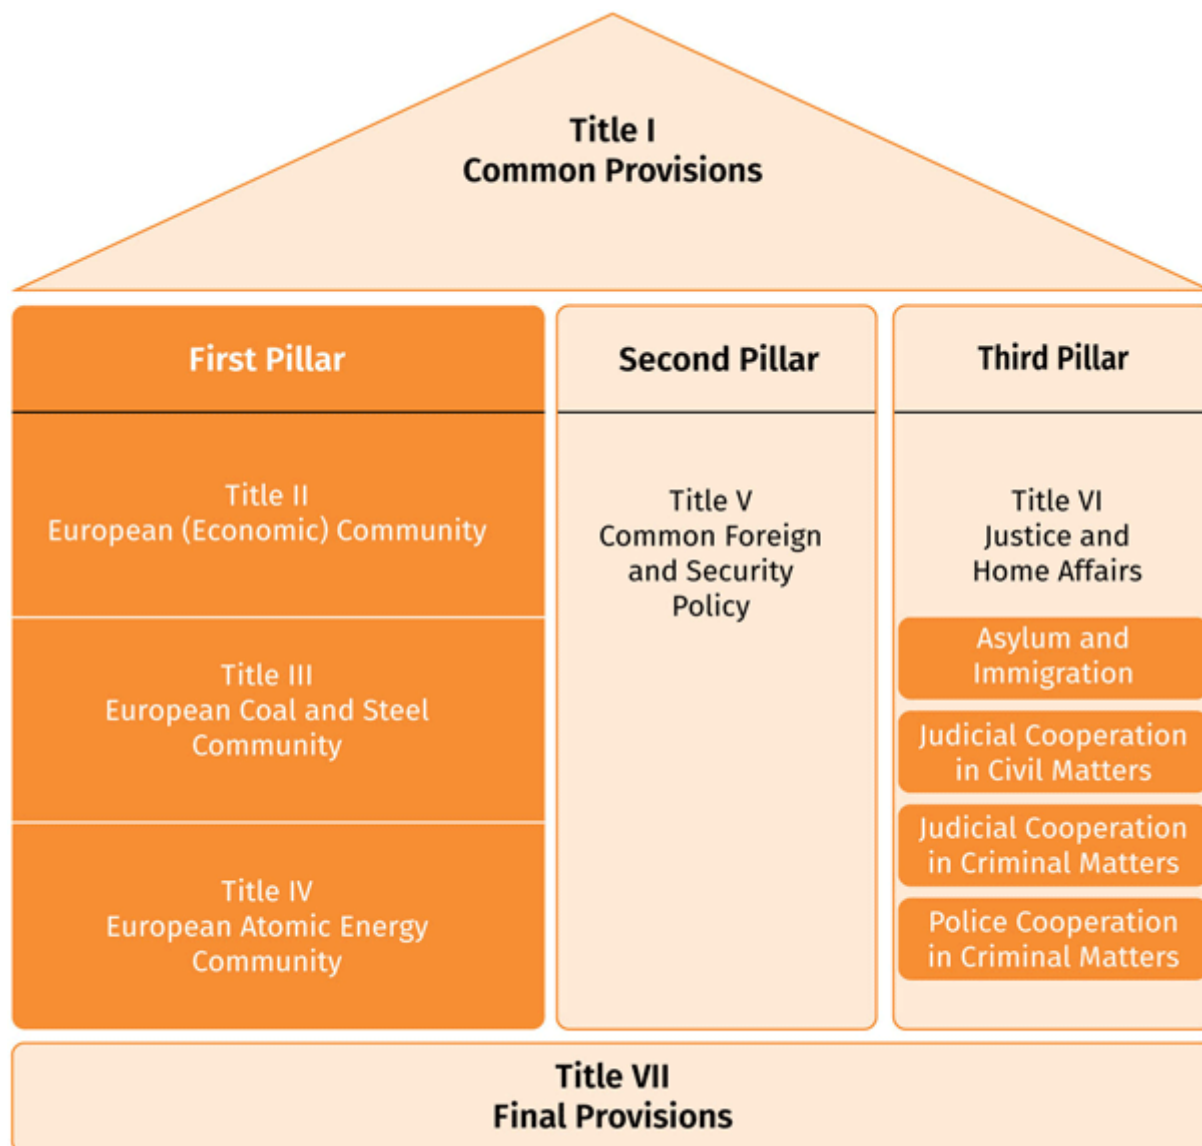 Title I
Common Provisions
First Pillar
Title II
European (Economic) Community
Title III
European Coal and Steel
Community
Title IV
European Atomic Energy
Community
Second Pillar
Title V
Common Foreign
and Security
Policy
Third Pillar
Title VI
Justice and
Home Affairs
Asylum and
Immigration
Judicial Cooperation
in Civil Matters
Judicial Cooperation
in Criminal Matters
Police Cooperation
in Criminal Matters
Title VII
Final Provisions